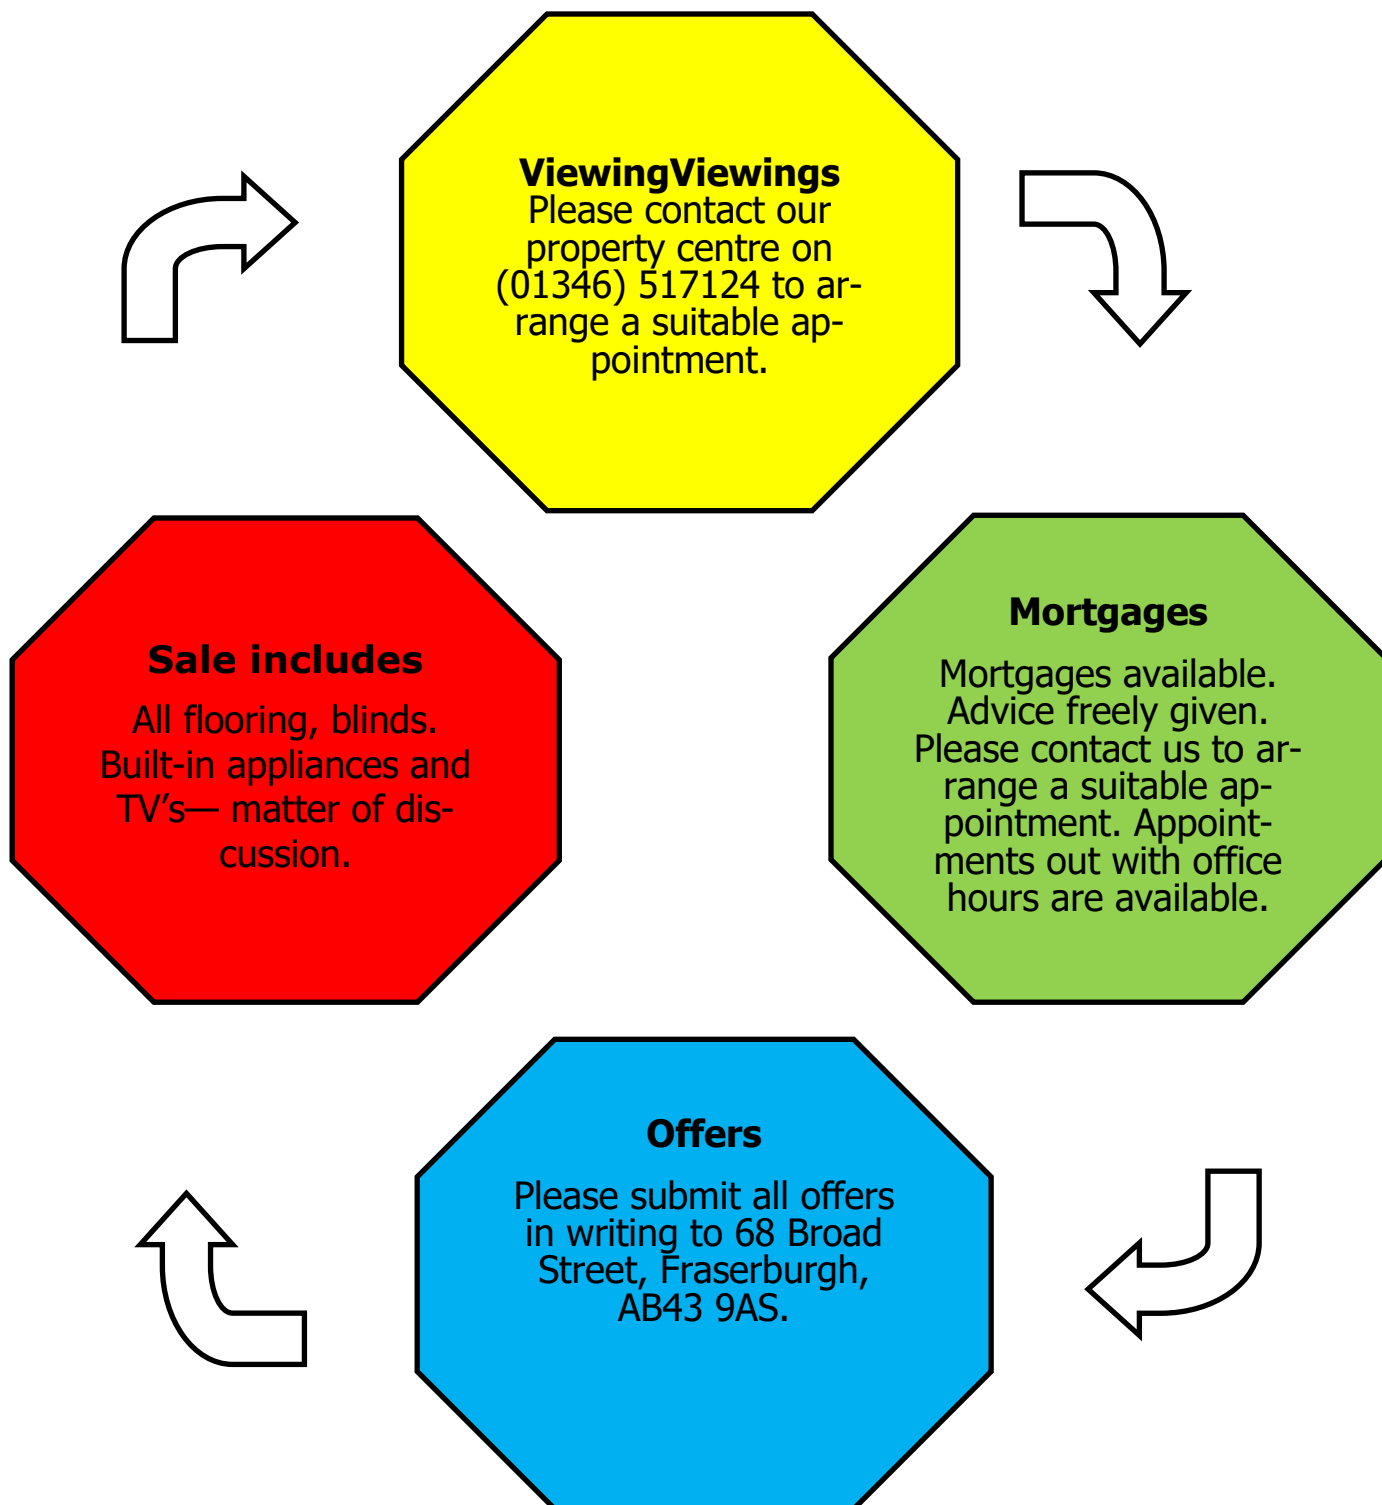 ViewingViewings
Please contact our
property centre on
(01346) 517124 to ar-
range a suitable ap-
pointment.
Sale includes
All flooring, blinds.
Built-in appliances and
TV’s— matter of dis-
cussion.
Mortgages
Mortgages available.
Advice freely given.
Please contact us to ar-
range a suitable ap-
pointment. Appoint-
ments out with office
hours are available.
Offers
Please submit all offers
in writing to 68 Broad
Street, Fraserburgh,
AB43 9AS.